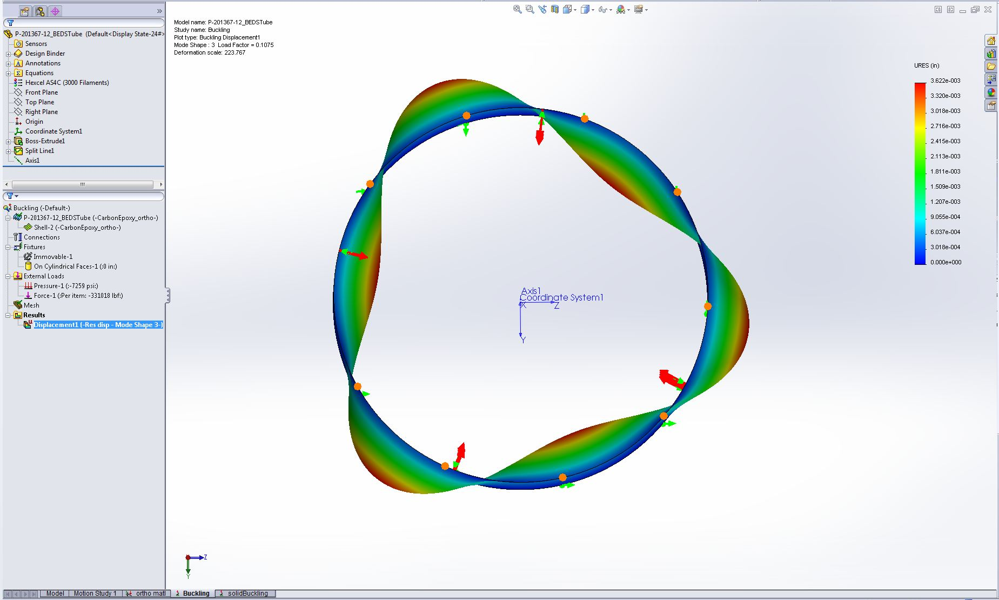 P-201367-12_BEDSTube (Default<Display State-24#>
Sensors
Design Binder
Annotations
Equations
Hexcel AS4C (3000 Filaments)
Front Plane
Top Plane
Right Plane
Origin
Coordinate System1
Boss-Extrude1
Split Line1
Axis1
Buckling (-Default-)
P-201367-12_BEDSTube (-CarbonEpoxy_ortho-)
Shell-2 (-CarbonEpoxy_ortho-)
Connections
Fixtures
Immovable-1
On Cylindrical Faces-1 (:0 in:)
External Loads
Pressure-1 (:-7259 psi:)
Force-1 (:Per item: -331018 lbf:)
Mesh
Results
Displacement1 (-Res disp - Mode Shape 3-)
Model name: P-201367-12_BEDSTube
Study name: Buckling
Plot type: Buckling Displacement1
Mode Shape : 3 Load Factor = 0.1075
Deformation scale: 223.767
URES (in)
3.622e-003
3.320e-003
3.018e-003
2.716e-003
2.415e-003
2.113e-003
1.811e-003
1.509e-003
1.207e-003
9.055e-004
6.037e-004
3.018e-004
0.000e+000
Axis1
Coordinate System1
X
Z
Y
Z
Y
Model
Motion Study 1
ortho matl
Buckling
solidBuckling